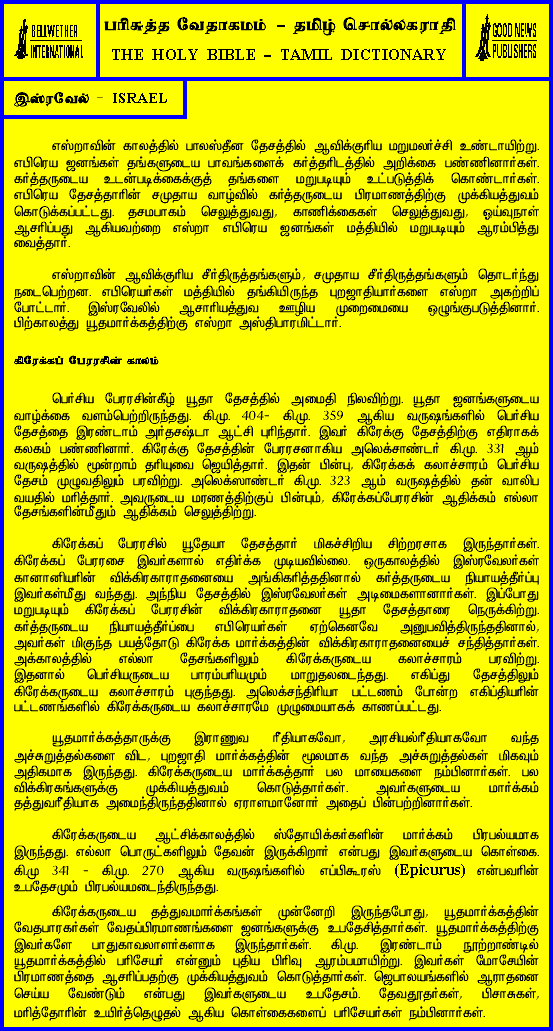 BELLWETHER
INTERNATIONAL
பரிசுத்த வேதாகமம் - தமிழ் சொல்லகராதி
THE HOLY BIBLE - TAMIL DICTIONARY
GOOD NEWS
PUBLISHERS
இஸ்ரவேல் - ISRAEL
எஸ்றாவின் காலத்தில் பாலஸ்தீன தேசத்தில் ஆவிக்குரிய மறுமலர்ச்சி உண்டாயிற்று.
எபிரெய ஜனங்கள் தங்களுடைய பாவங்களைக் கர்த்தரிடத்தில் அறிக்கை பண்ணினார்கள்.
கர்த்தருடைய உடன்படிக்கைக்குத் தங்களை மறுபடியும் உட்படுத்திக் கொண்டார்கள்.
எபிரெய தேசத்தாரின் சமுதாய வாழ்வில் கர்த்தருடைய பிரமாணத்திற்கு முக்கியத்துவம்
கொடுக்கப்பட்டது. தசமபாகம் செலுத்துவது, காணிக்கைகள் செலுத்துவது, ஓய்வுநாள்
ஆசரிப்பது ஆகியவற்றை எஸ்றா எபிரெய ஜனங்கள் மத்தியில் மறுபடியும் ஆரம்பித்து
வைத்தார்.
எஸ்றாவின் ஆவிக்குரிய சீர்திருத்தங்களும், சமுதாய சீர்திருத்தங்களும் தொடர்ந்து
நடைபெற்றன. எபிரெயர்கள் மத்தியில் தங்கியிருந்த புறஜாதியார்களை எஸ்றா அகற்றிப்
போட்டார். இஸ்ரவேலில் ஆசாரியத்துவ ஊழிய முறைமையை ஒழுங்குபடுத்தினார்.
பிற்காலத்து யூதமார்க்கத்திற்கு எஸ்றா அஸ்திபாரமிட்டார்.
கிரேக்கப் பேரரசின் காலம்
பெர்சிய பேரரசின்கீழ் யூதா தேசத்தில் அமைதி நிலவிற்று. யூதா ஜனங்களுடைய
வாழ்க்கை வளம்பெற்றிருந்தது. கி.மு. 404- கி.மு. 359 ஆகிய வருஷங்களில் பெர்சிய
தேசத்தை இரண்டாம் அர்தசஷ்டா ஆட்சி புரிந்தார். இவர் கிரேக்கு தேசத்திற்கு எதிராகக்
கலகம் பண்ணினார். கிரேக்கு தேசத்தின் பேரரசனாகிய அலெக்சாண்டர் கி.மு. 331 ஆம்
வருஷத்தில் மூன்றாம் தரியுவை ஜெயித்தார். இதன் பின்பு, கிரேக்கக் கலாச்சாரம் பெர்சிய
தேசம் முழுவதிலும் பரவிற்று. அலெக்ஸாண்டர் கி.மு. 323 ஆம் வருஷத்தில் தன் வாலிப
வயதில் மரித்தார். அவருடைய மரணத்திற்குப் பின்பும், கிரேக்கப்பேரரசின் ஆதிக்கம் எல்லா
தேசங்களின்மீதும் ஆதிக்கம் செலுத்திற்று.
கிரேக்கப் பேரரசில் யூதேயா தேசத்தார் மிகச்சிறிய சிற்றரசாக இருந்தார்கள்.
கிரேக்கப் பேரரசை இவர்களால் எதிர்க்க முடியவில்லை. ஒருகாலத்தில் இஸ்ரவேலர்கள்
கானானியரின் விக்கிரகாராதனையை அங்கிகரித்ததினால் கர்த்தருடைய நியாயத்தீர்ப்பு
இவர்கள்மீது வந்தது. அந்நிய தேசத்தில் இஸ்ரவேலர்கள் அடிமைகளானார்கள். இப்போது
மறுபடியும் கிரேக்கப் பேரரசின் விக்கிரகாராதனை யூதா தேசத்தாரை நெருக்கிற்று.
கர்த்தருடைய நியாயத்தீர்ப்பை எபிரெயர்கள் ஏற்கெனவே அனுபவித்திருந்ததினால்,
அவர்கள் மிகுந்த பயத்தோடு கிரேக்க மார்க்கத்தின் விக்கிரகாராதனையைச் சந்தித்தார்கள்.
அக்காலத்தில் எல்லா தேசங்களிலும் கிரேக்கருடைய கலாச்சாரம் பரவிற்று.
இதனால் பெர்சியருடைய பாரம்பரியமும் மாறுதலடைந்தது. எகிப்து தேசத்திலும்
கிரேக்கருடைய கலாச்சாரம் புகுந்தது. அலெக்சந்திரியா பட்டணம் போன்ற எகிப்தியரின்
பட்டணங்களில் கிரேக்கருடைய கலாச்சாரமே முழுமையாகக் காணப்பட்டது.
யூதமார்க்கத்தாருக்கு இராணுவ ரீதியாகவோ, அரசியல்ரீதியாகவோ வந்த
அச்சுறுத்தல்களை விட, புறஜாதி மார்க்கத்தின் மூலமாக வந்த அச்சுறுத்தல்கள் மிகவும்
அதிகமாக இருந்தது. கிரேக்கருடைய மார்க்கத்தார் பல மாயைகளை நம்பினார்கள். பல
விக்கிரகங்களுக்கு முக்கியத்துவம் கொடுத்தார்கள். அவர்களுடைய மார்க்கம்
தத்துவரீதியாக அமைந்திருந்ததினால் ஏராளமானோர் அதைப் பின்பற்றினார்கள்.
கிரேக்கருடைய ஆட்சிக்காலத்தில் ஸ்தோயிக்கர்களின் மார்க்கம் பிரபல்யமாக
இருந்தது. எல்லா பொருட்களிலும் தேவன் இருக்கிறார் என்பது இவர்களுடைய கொள்கை.
கி.மு 341 - கி.மு. 270 ஆகிய வருஷங்களில் எப்பிகூரஸ் (Epicurus) என்பவரின்
உபதேசமும் பிரபல்யமடைந்திருந்தது.
கிரேக்கருடைய தத்துவமார்க்கங்கள் முன்னேறி இருந்தபோது, யூதமார்க்கத்தின்
வேதபாரகர்கள் வேதப்பிரமாணங்களை ஜனங்களுக்கு உபதேசித்தார்கள். யூதமார்க்கத்திற்கு
இவர்களே பாதுகாவலாளர்களாக இருந்தார்கள். கி.மு. இரண்டாம் நூற்றாண்டில்
யூதமார்க்கத்தில் பரிசேயர் என்னும் புதிய பிரிவு ஆரம்பமாயிற்று. இவர்கள் மோசேயின்
பிரமாணத்தை ஆசரிப்பதற்கு முக்கியத்துவம் கொடுத்தார்கள். ஜெபாலயங்களில் ஆராதனை
செய்ய வேண்டும் என்பது இவர்களுடைய உபதேசம். தேவதூதர்கள், பிசாசுகள்,
மரித்தோரின் உயிர்த்தெழுதல் ஆகிய கொள்கைகளைப் பரிசேயர்கள் நம்பினார்கள்.